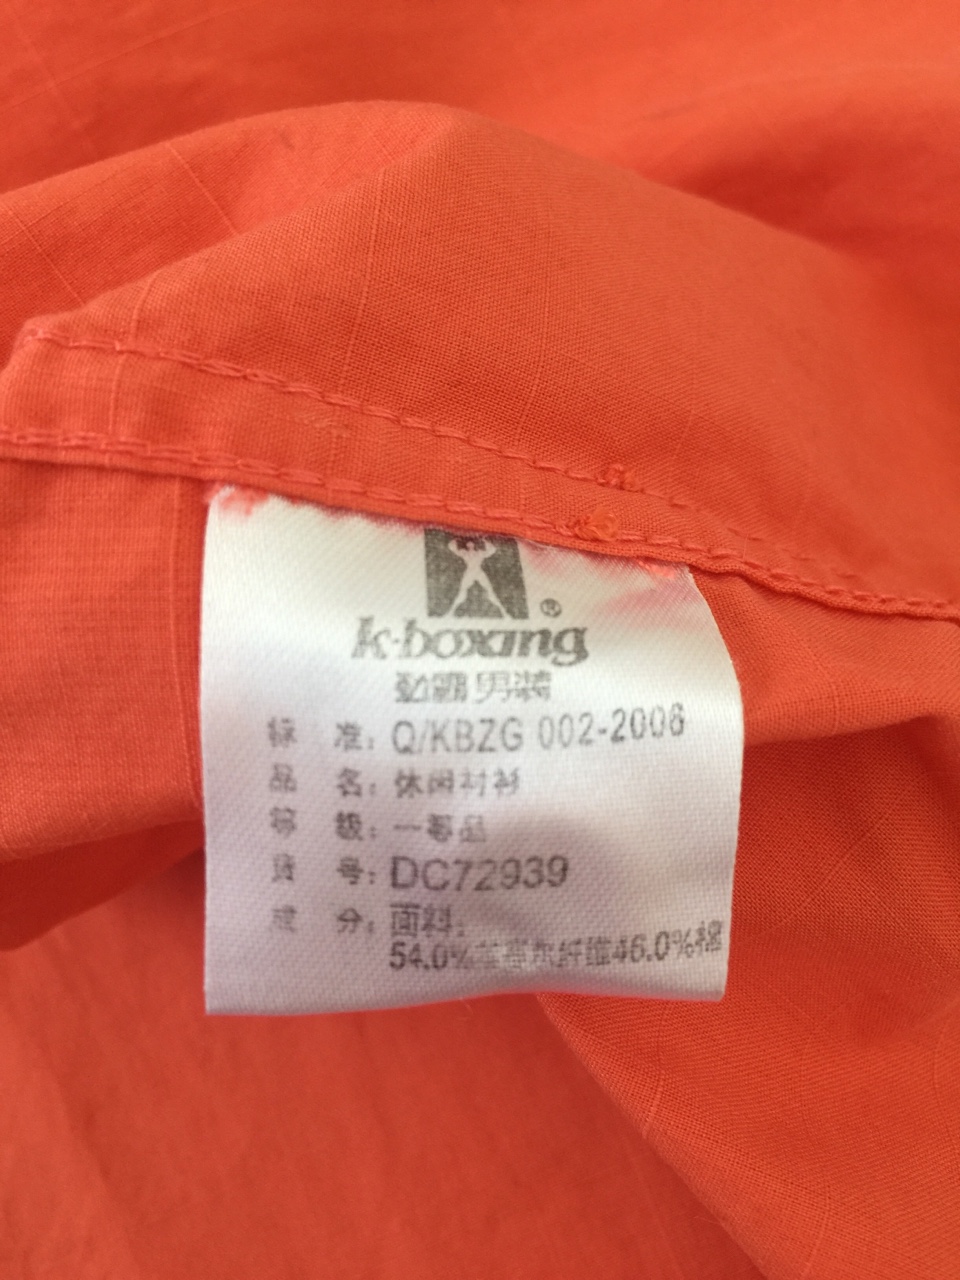 ®
k·boxing
劲霸男装
标 准: Q/KBZG 002-2006
品 名: 休闲衬衫
等 级: 一等品
货 号: DC72939
成 分: 面料:
54.0%莱赛尔纤维46.0%棉